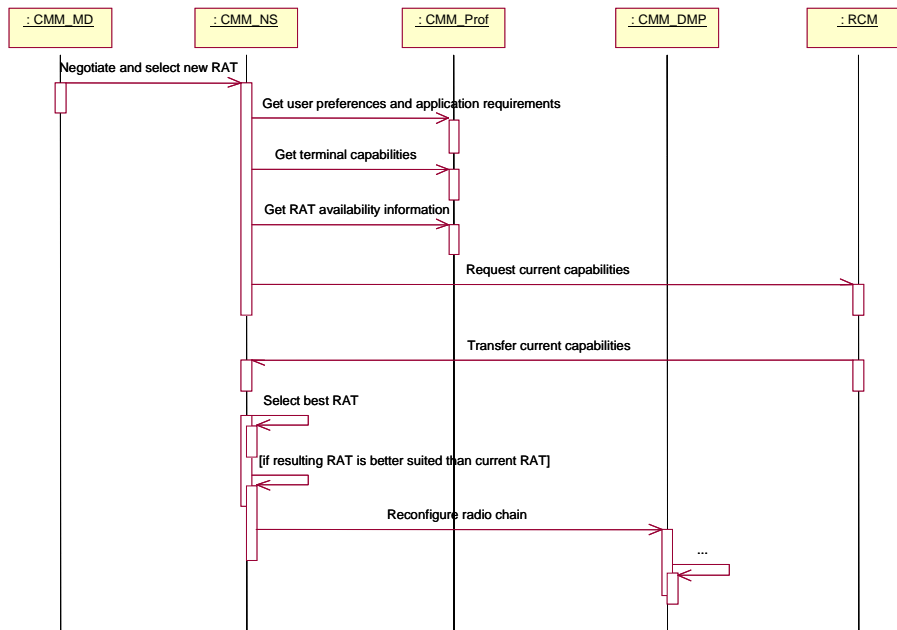 : CMM_MD
: CMM_NS
: CMM_Prof
: CMM_DMP
: RCM
Negotiate and select new RAT
Get user preferences and application requirements
Get terminal capabilities
Get RAT availability information
Request current capabilities
Transfer current capabilities
Select best RAT
[if resulting RAT is better suited than current RAT]
Reconfigure radio chain
...